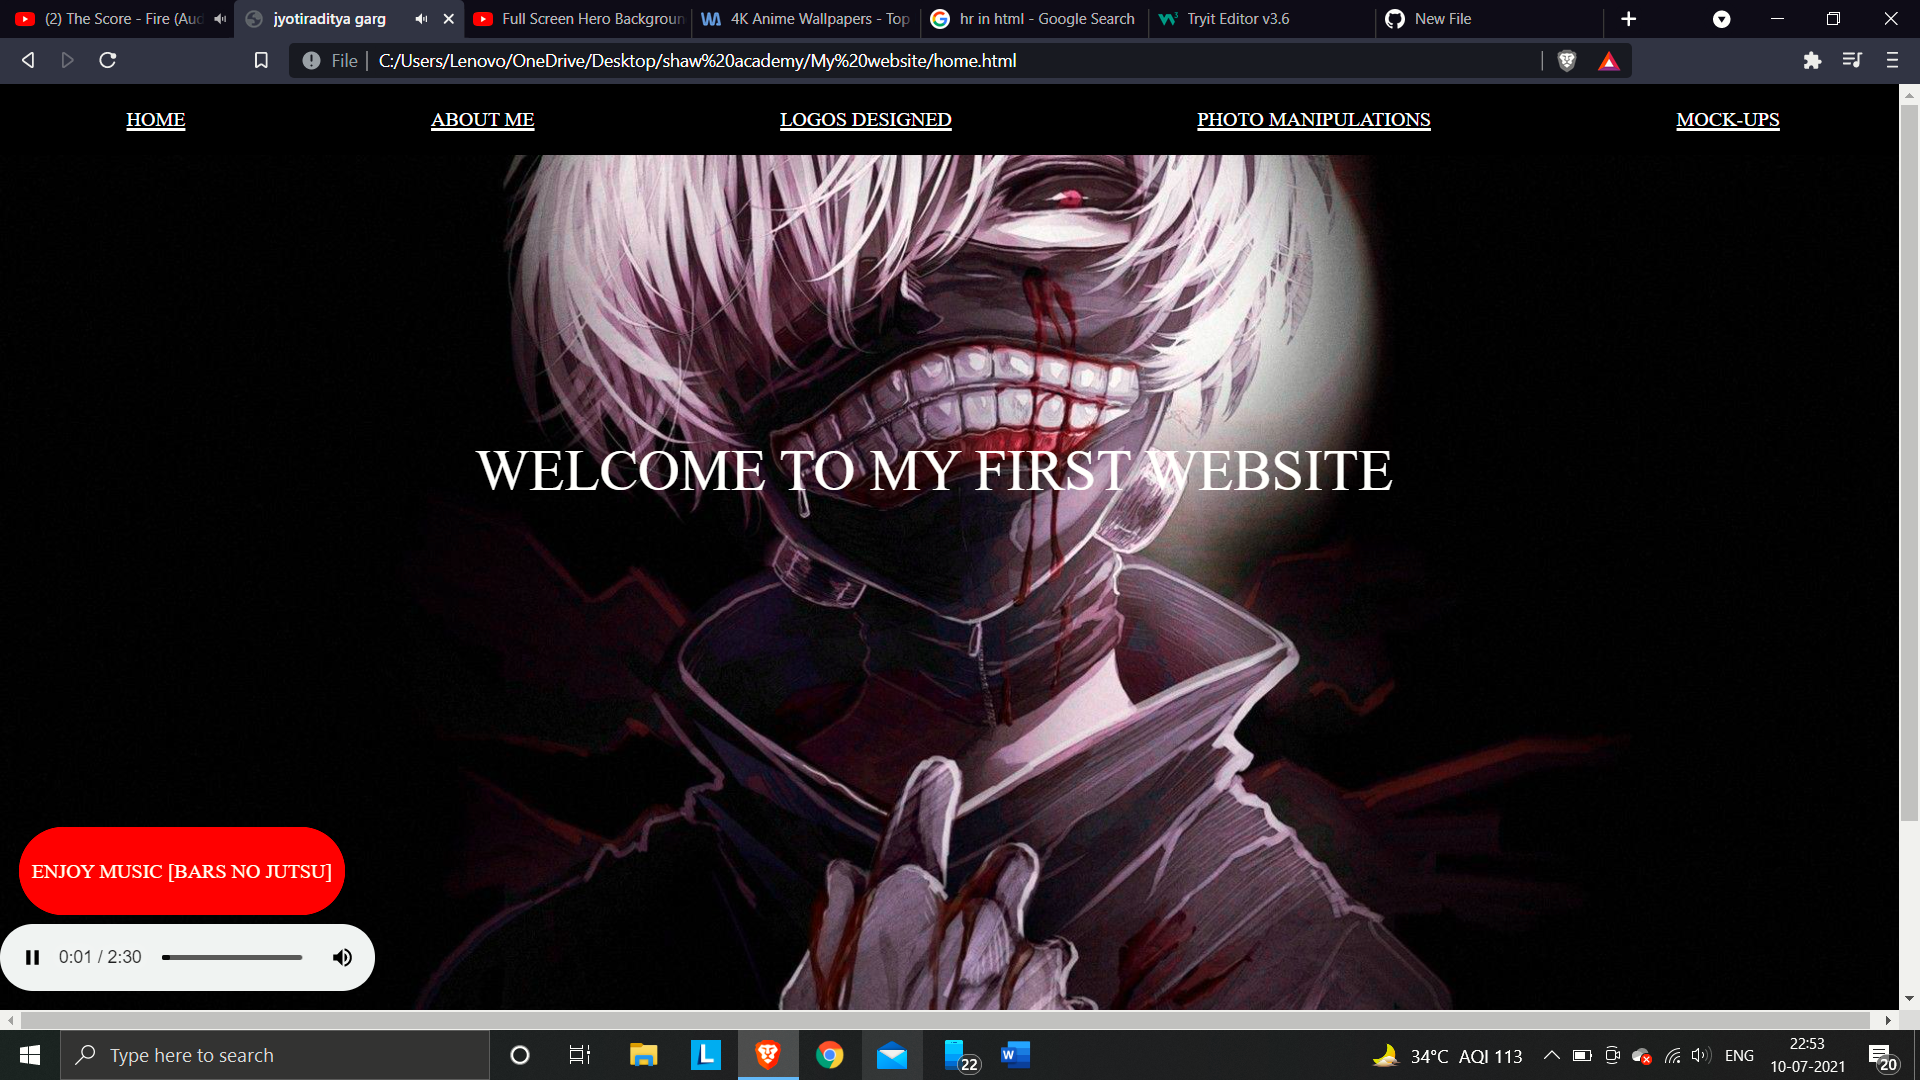 (2) The Score - Fire (Aud
jyotiraditya garg
Full Screen Hero Backgroun
4K Anime Wallpapers - Top
hr in html - Google Search
Tryit Editor v3.6
New File
File | C:/Users/Lenovo/OneDrive/Desktop/shaw%20academy/My%20website/home.html
HOME
ABOUT ME
LOGOS DESIGNED
PHOTO MANIPULATIONS
MOCK-UPS
WELCOME TO MY FIRST WEBSITE
ENJOY MUSIC [BARS NO JUTSU]
0:01 / 2:30
Type here to search
L
22
W
34°C AQI 113
ENG
22:53
10-07-2021
20